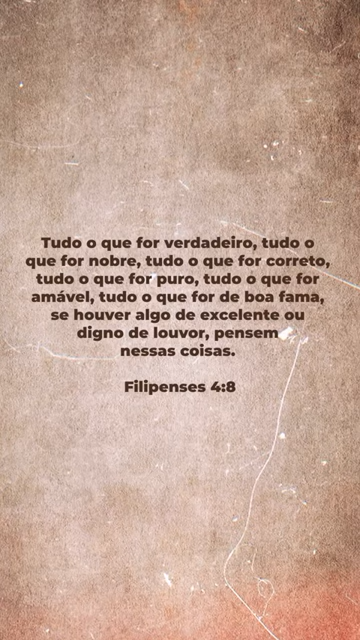 Tudo o que for verdadeiro, tudo o
que for nobre, tudo o que for correto,
tudo o que for puro, tudo o que for
amável, tudo o que for de boa fama,
se houver algo de excelente ou
digno de louvor, pensem
nessas coisas.
Filipenses 4:8